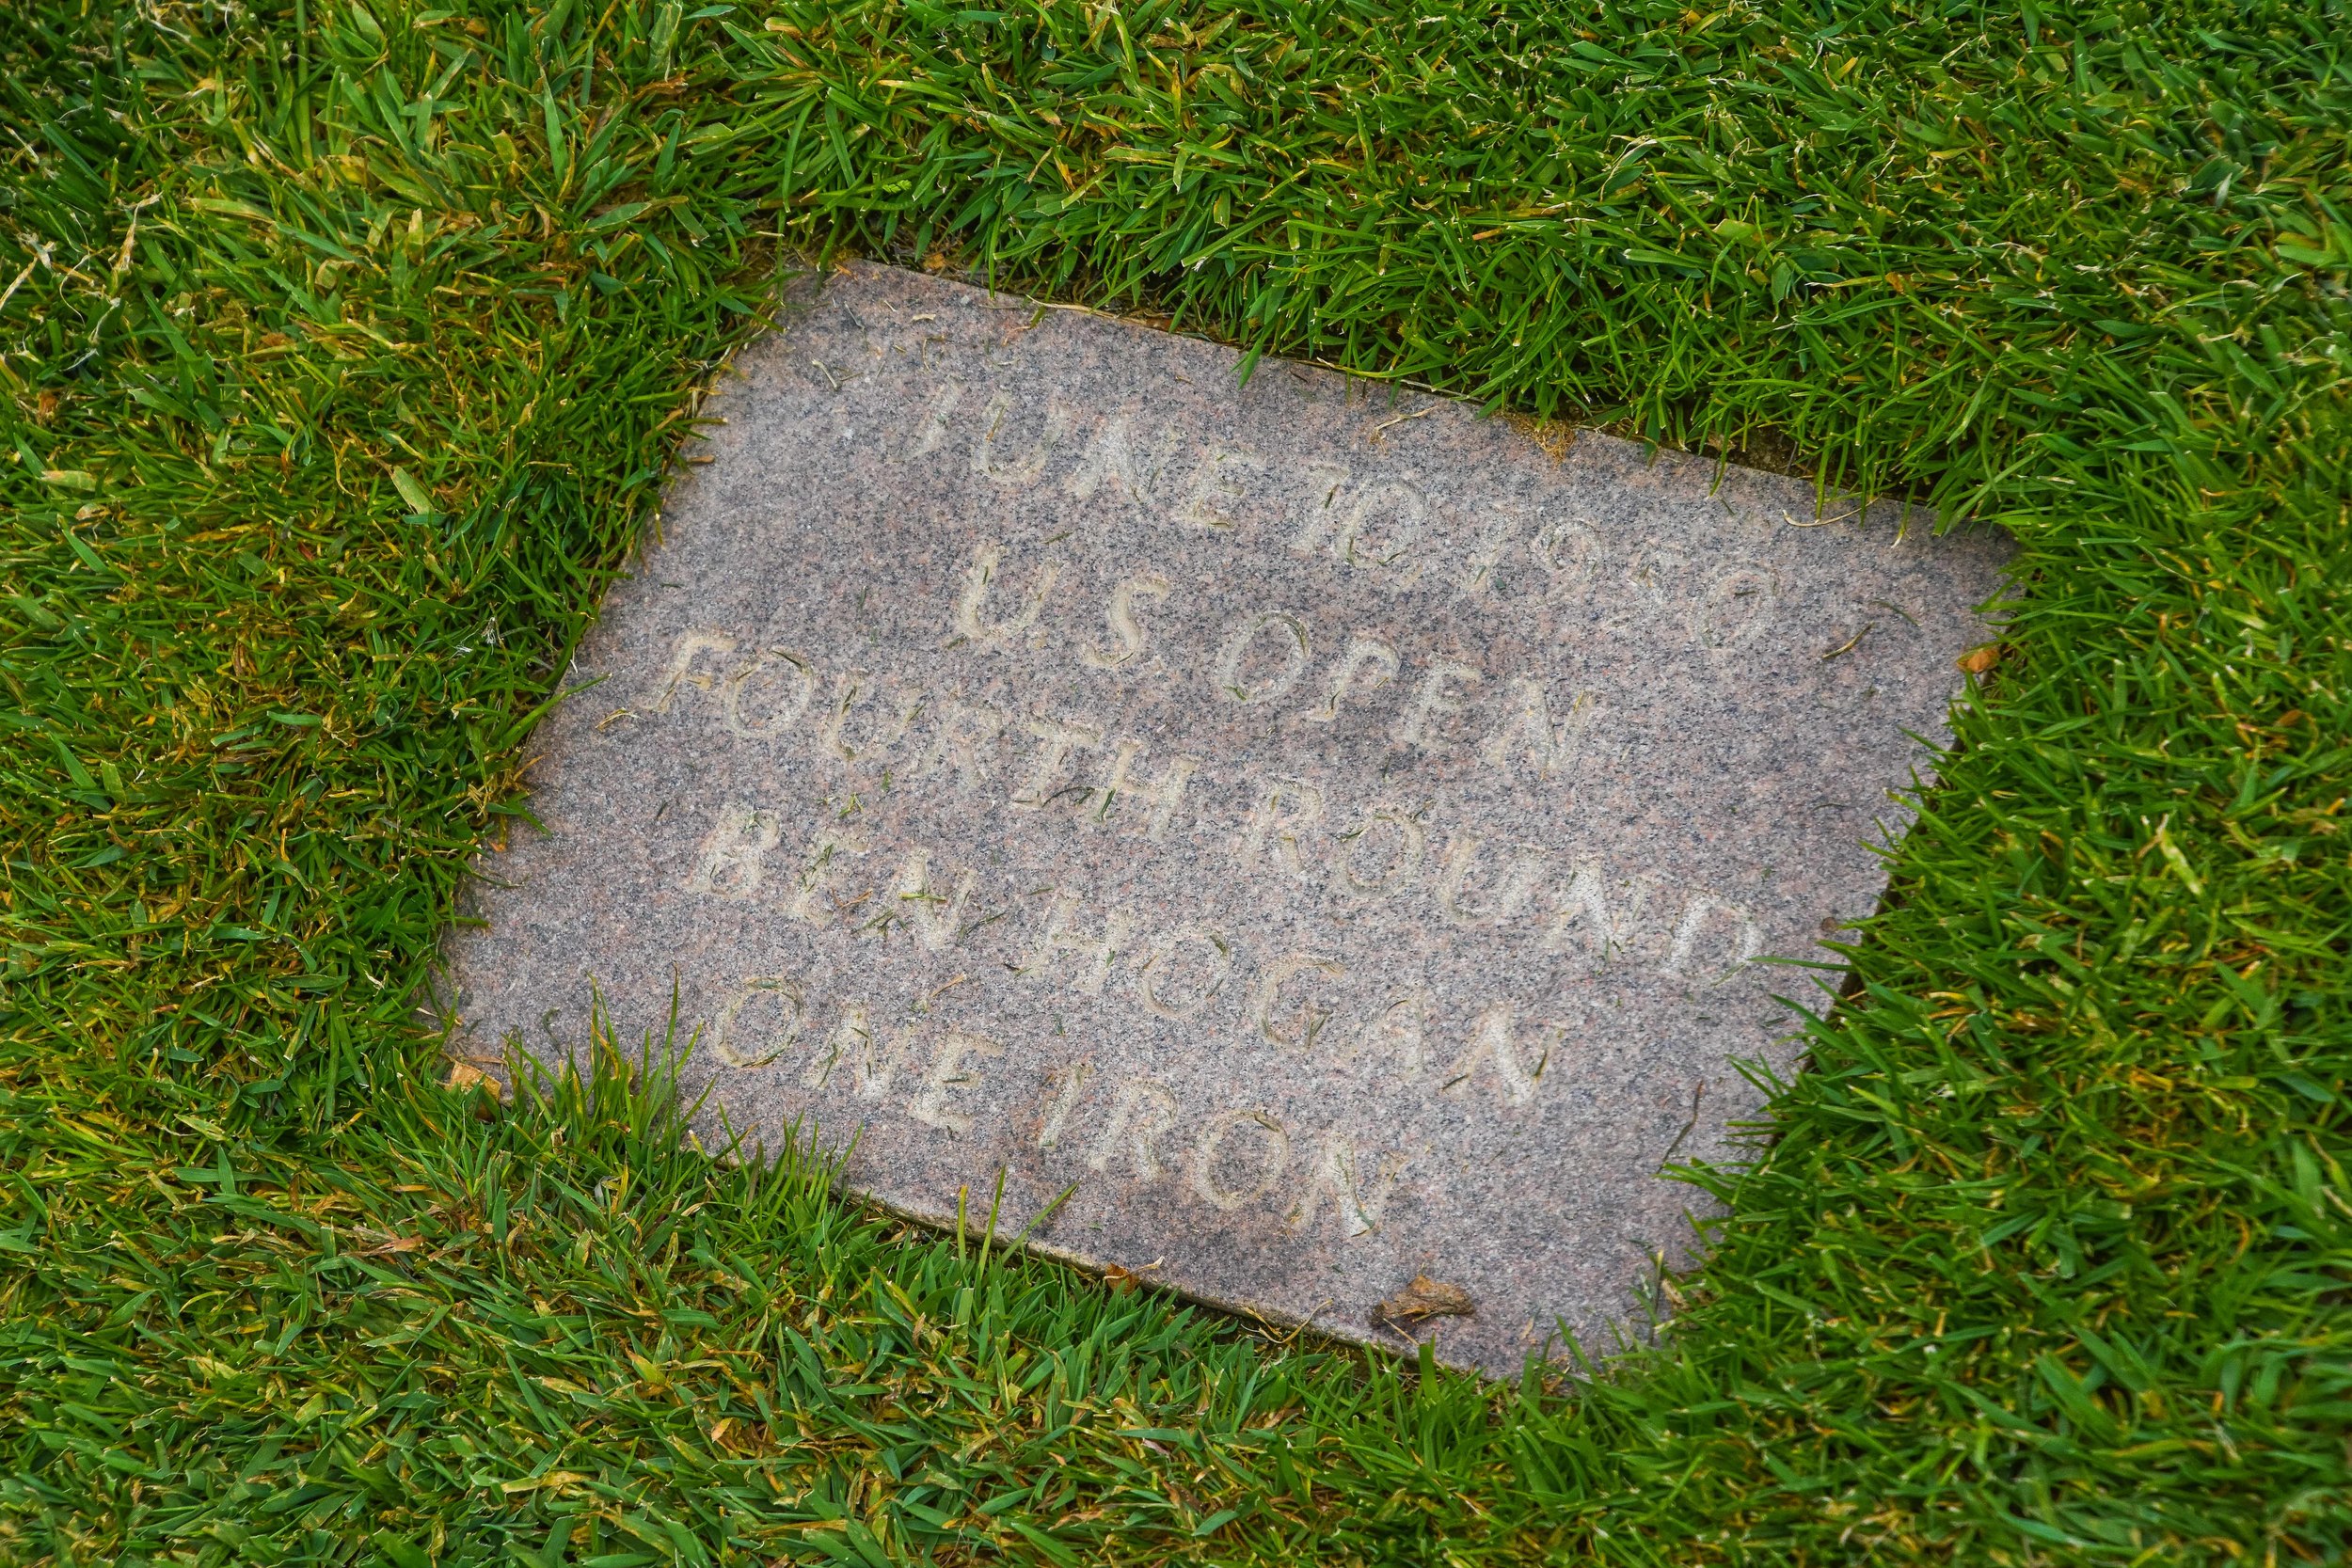 JUNE 10 1950
U S OPEN
FOURTH ROUND
BEN HOGAN
ONE IRON